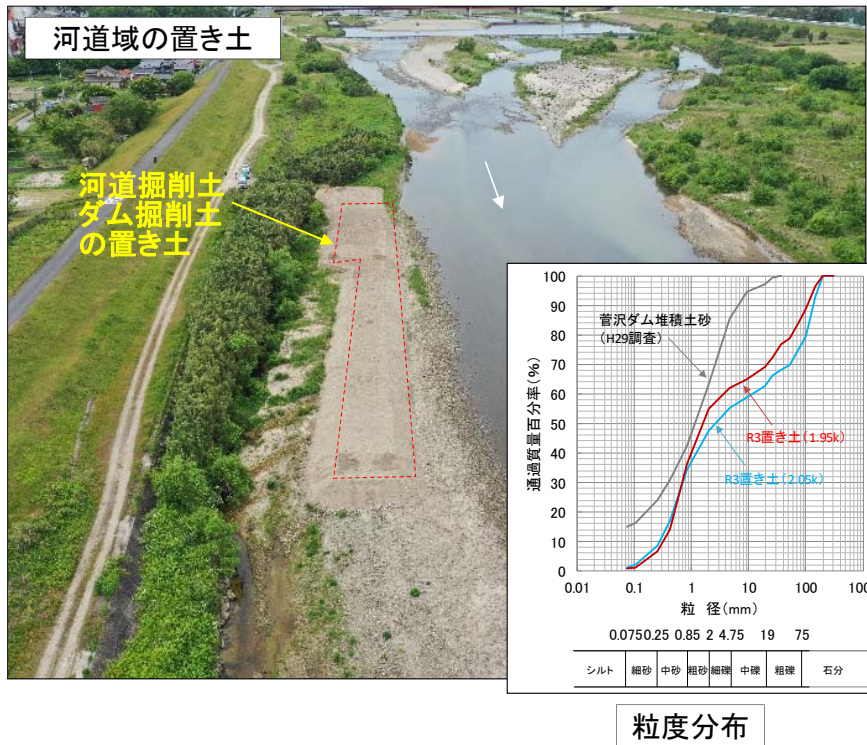 河道域の置き土
河道掘削土
ダム掘削土
の置き土
通過質量百分率(%)
100
90
80
70
60
50
40
30
20
10
0
菅沢ダム堆積土砂
(H29調査)
R3置き土(1.95k)
R3置き土(2.05k)
0.01 0.1 1 10 100 100
粒 径(mm)
0.075 0.25 0.85 2 4.75 19 75
シルト 細砂 中砂 粗砂 細礫 中礫 粗礫 石分
粒度分布